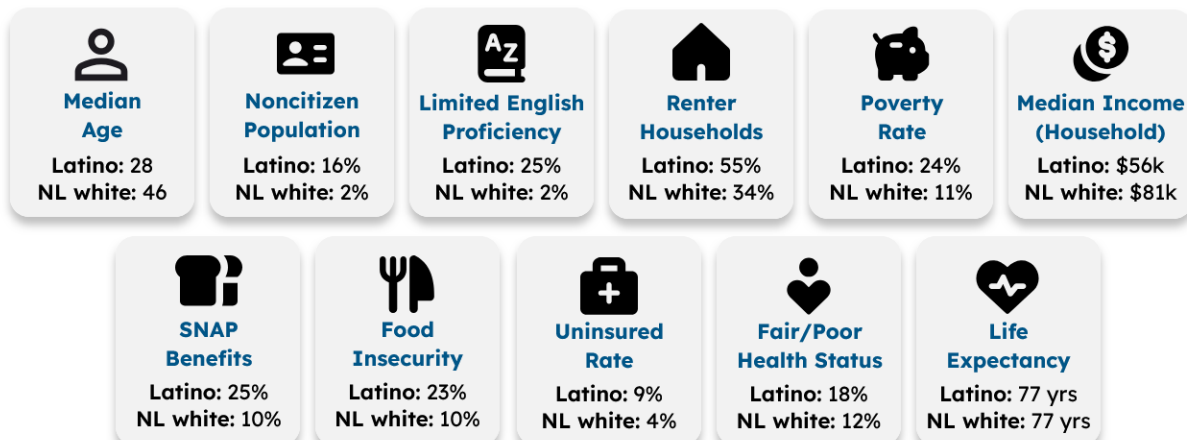 Median
Age
Latino: 28
NL white: 46
Noncitizen
Population
Latino: 16%
NL white: 2%
AZ
Limited English
Proficiency
Latino: 25%
NL white: 2%
Renter
Households
Latino: 55%
NL white: 34%
Poverty
Rate
Latino: 24%
NL white: 11%
$
Median Income
(Household)
Latino: $56k
NL white: $81k
SNAP
Benefits
Latino: 25%
NL white: 10%
Food
Insecurity
Latino: 23%
NL white: 10%
Uninsured
Rate
Latino: 9%
NL white: 4%
Fair/Poor
Health Status
Latino: 18%
NL white: 12%
Life
Expectancy
Latino: 77 yrs
NL white: 77 yrs